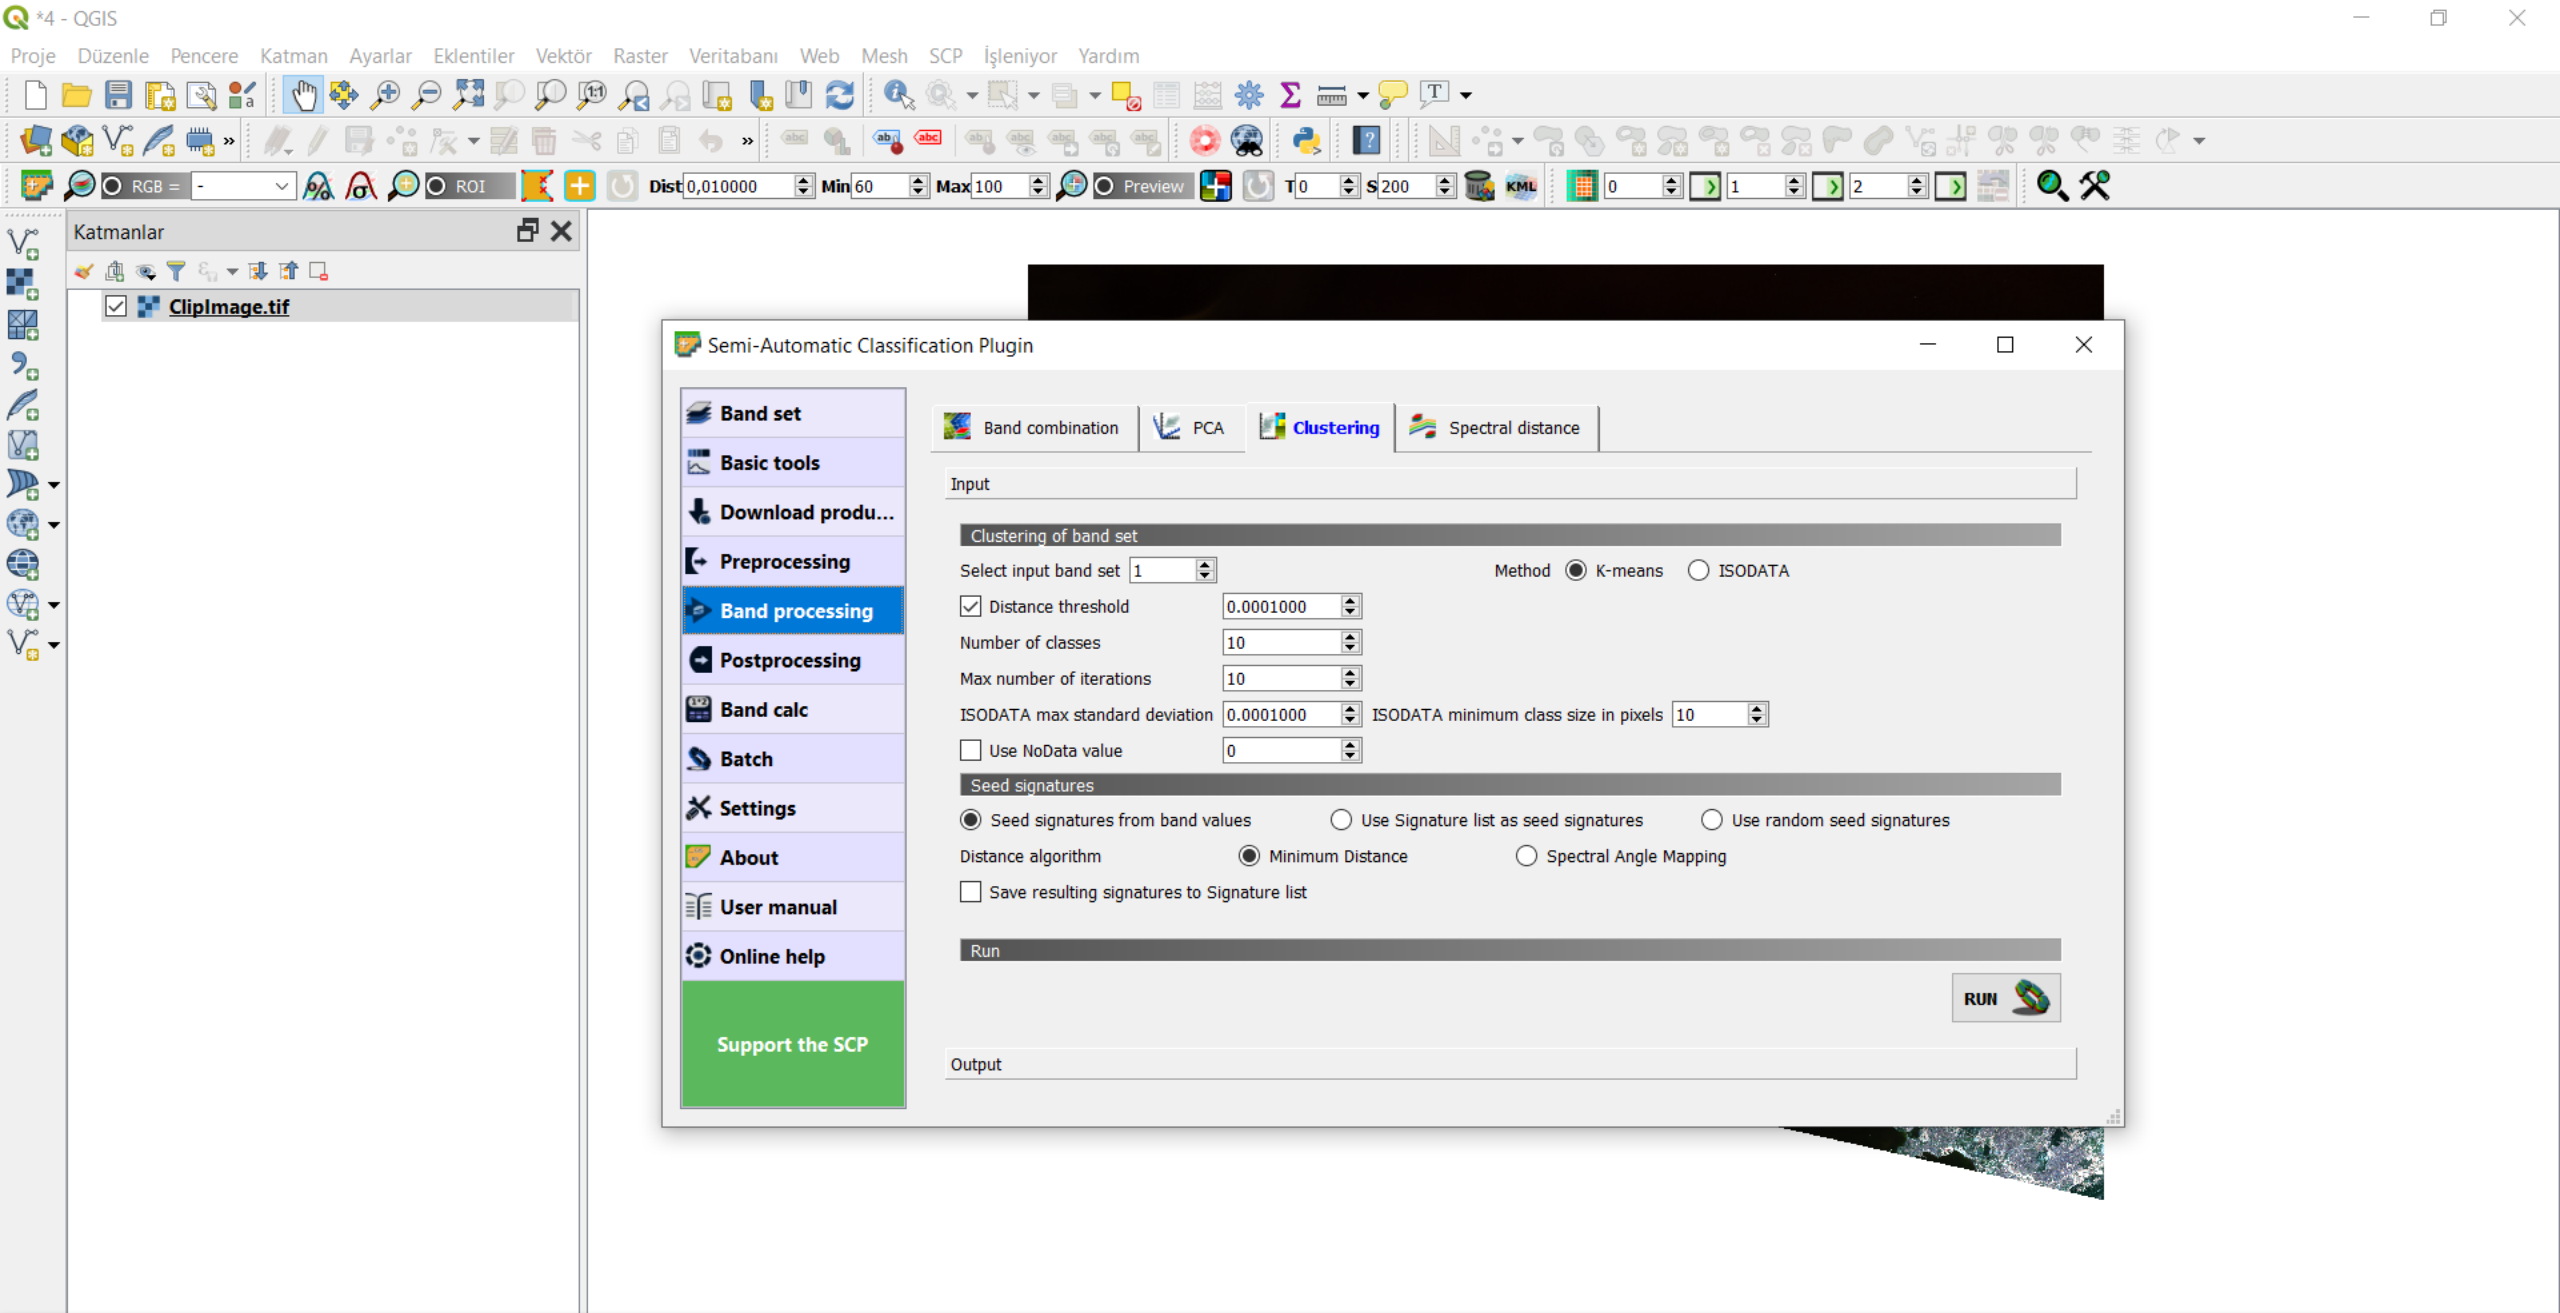 *4 - QGIS
Proje Düzenle Pencere Katman Ayarlar Eklentiler Vektör Raster Veritabanı Web Mesh SCP İşleniyor Yardım
RGB = - ROI Dist 0,010000 Min 60 Max 100 Preview T 0 S 200 KML 0 1 2
Katmanlar
ClipImage.tif
Semi-Automatic Classification Plugin
Band set
Basic tools
Download produ...
Preprocessing
Band processing
Postprocessing
Band calc
Batch
Settings
About
User manual
Online help
Support the SCP
Band combination PCA Clustering Spectral distance
Input
Clustering of band set
Select input band set 1 Method K-means ISODATA
Distance threshold 0.0001000
Number of classes 10
Max number of iterations 10
ISODATA max standard deviation 0.0001000 ISODATA minimum class size in pixels 10
Use NoData value 0
Seed signatures
Seed signatures from band values Use Signature list as seed signatures Use random seed signatures
Distance algorithm Minimum Distance Spectral Angle Mapping
Save resulting signatures to Signature list
Run
RUN
Output